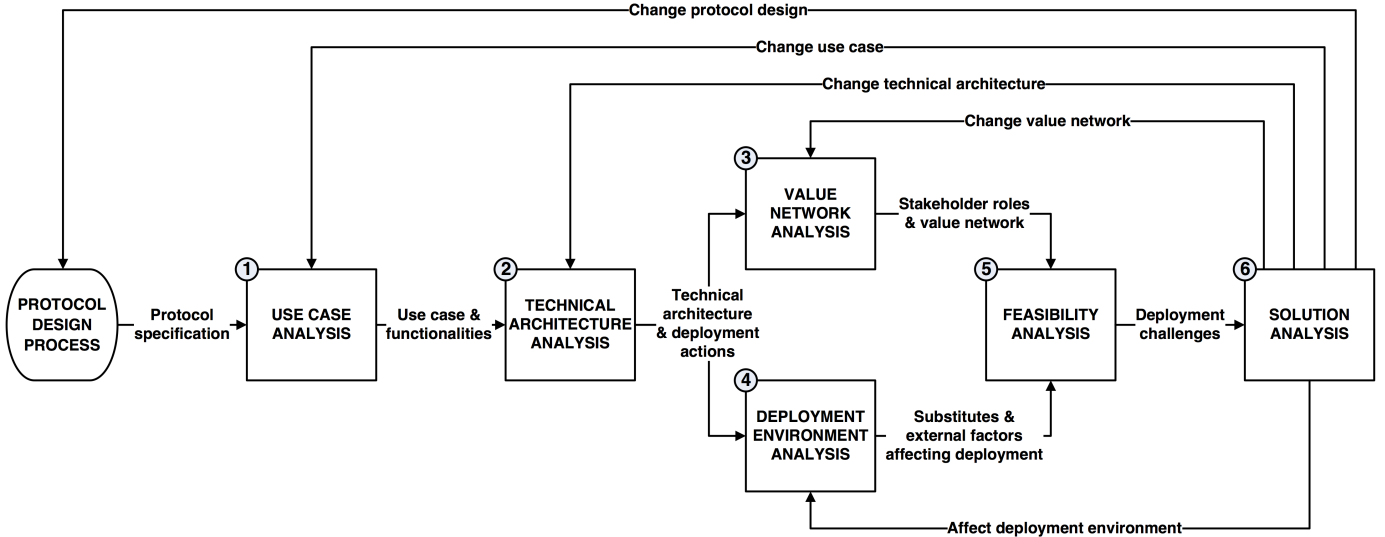 Change protocol design
Change use case
Change technical architecture
Change value network
3
VALUE
NETWORK
ANALYSIS
Stakeholder roles
& value network
PROTOCOL
DESIGN
PROCESS
Protocol
specification
1
USE CASE
ANALYSIS
Use case &
functionalities
2
TECHNICAL
ARCHITECTURE
ANALYSIS
Technical
architecture
& deployment
actions
5
FEASIBILITY
ANALYSIS
Deployment
challenges
6
SOLUTION
ANALYSIS
4
DEPLOYMENT
ENVIRONMENT
ANALYSIS
Substitutes &
external factors
affecting deployment
Affect deployment environment